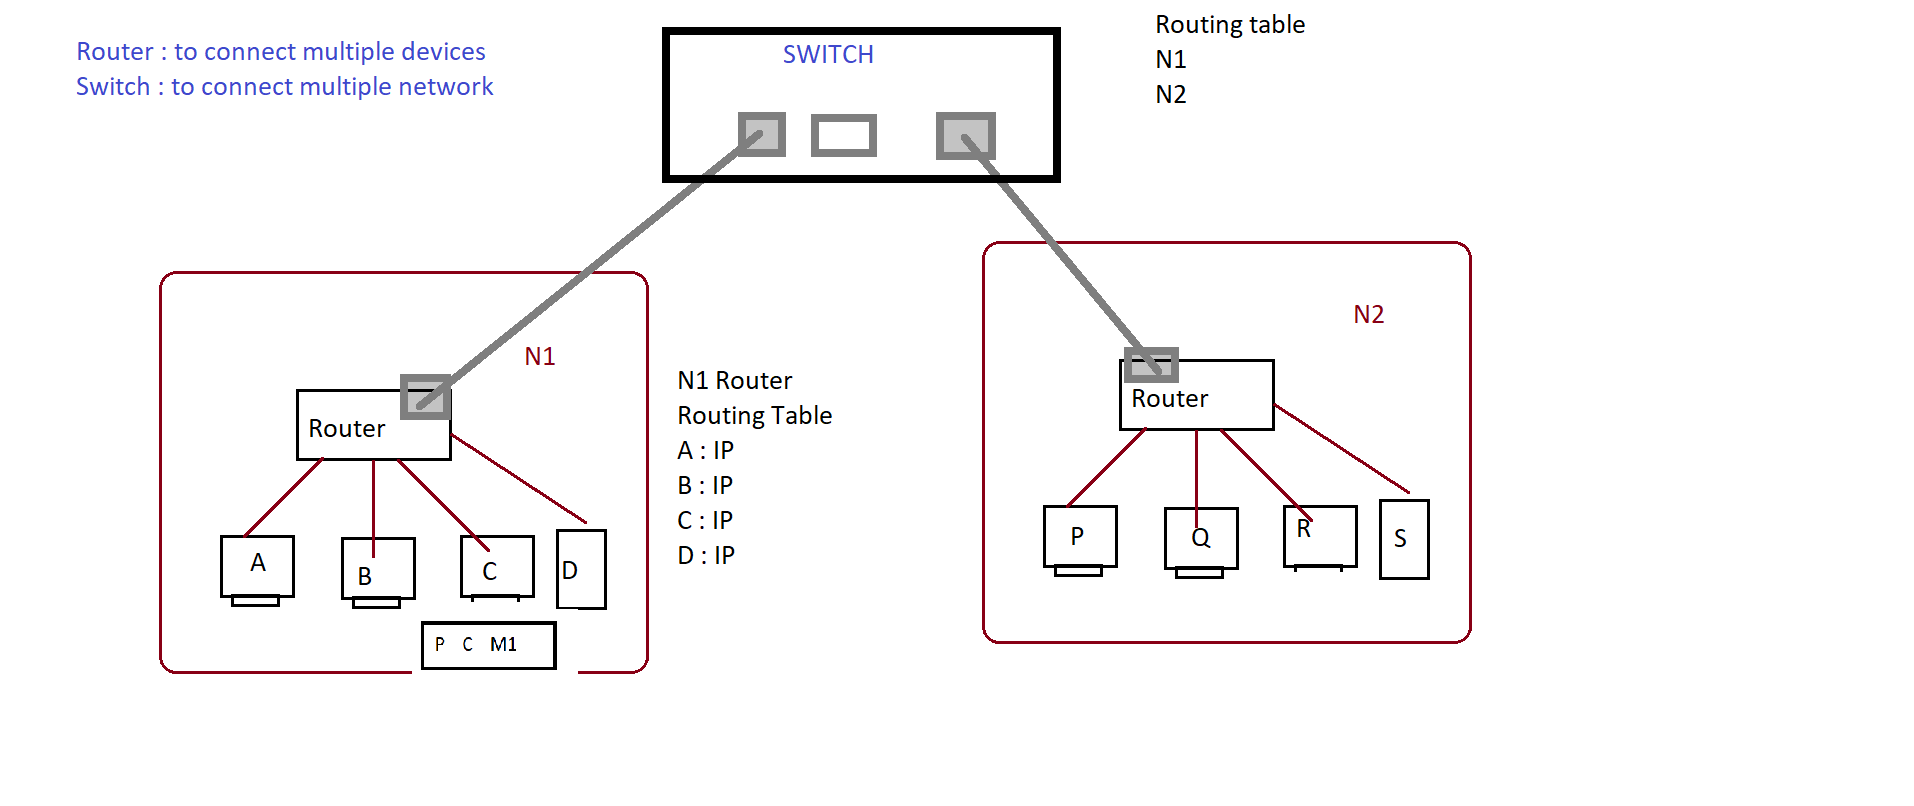 Router : to connect multiple devices
Switch : to connect multiple network
SWITCH
Routing table
N1
N2
N1
Router
A
B
C
D
P C M1
N1 Router
Routing Table
A : IP
B : IP
C : IP
D : IP
N2
Router
P
Q
R
S